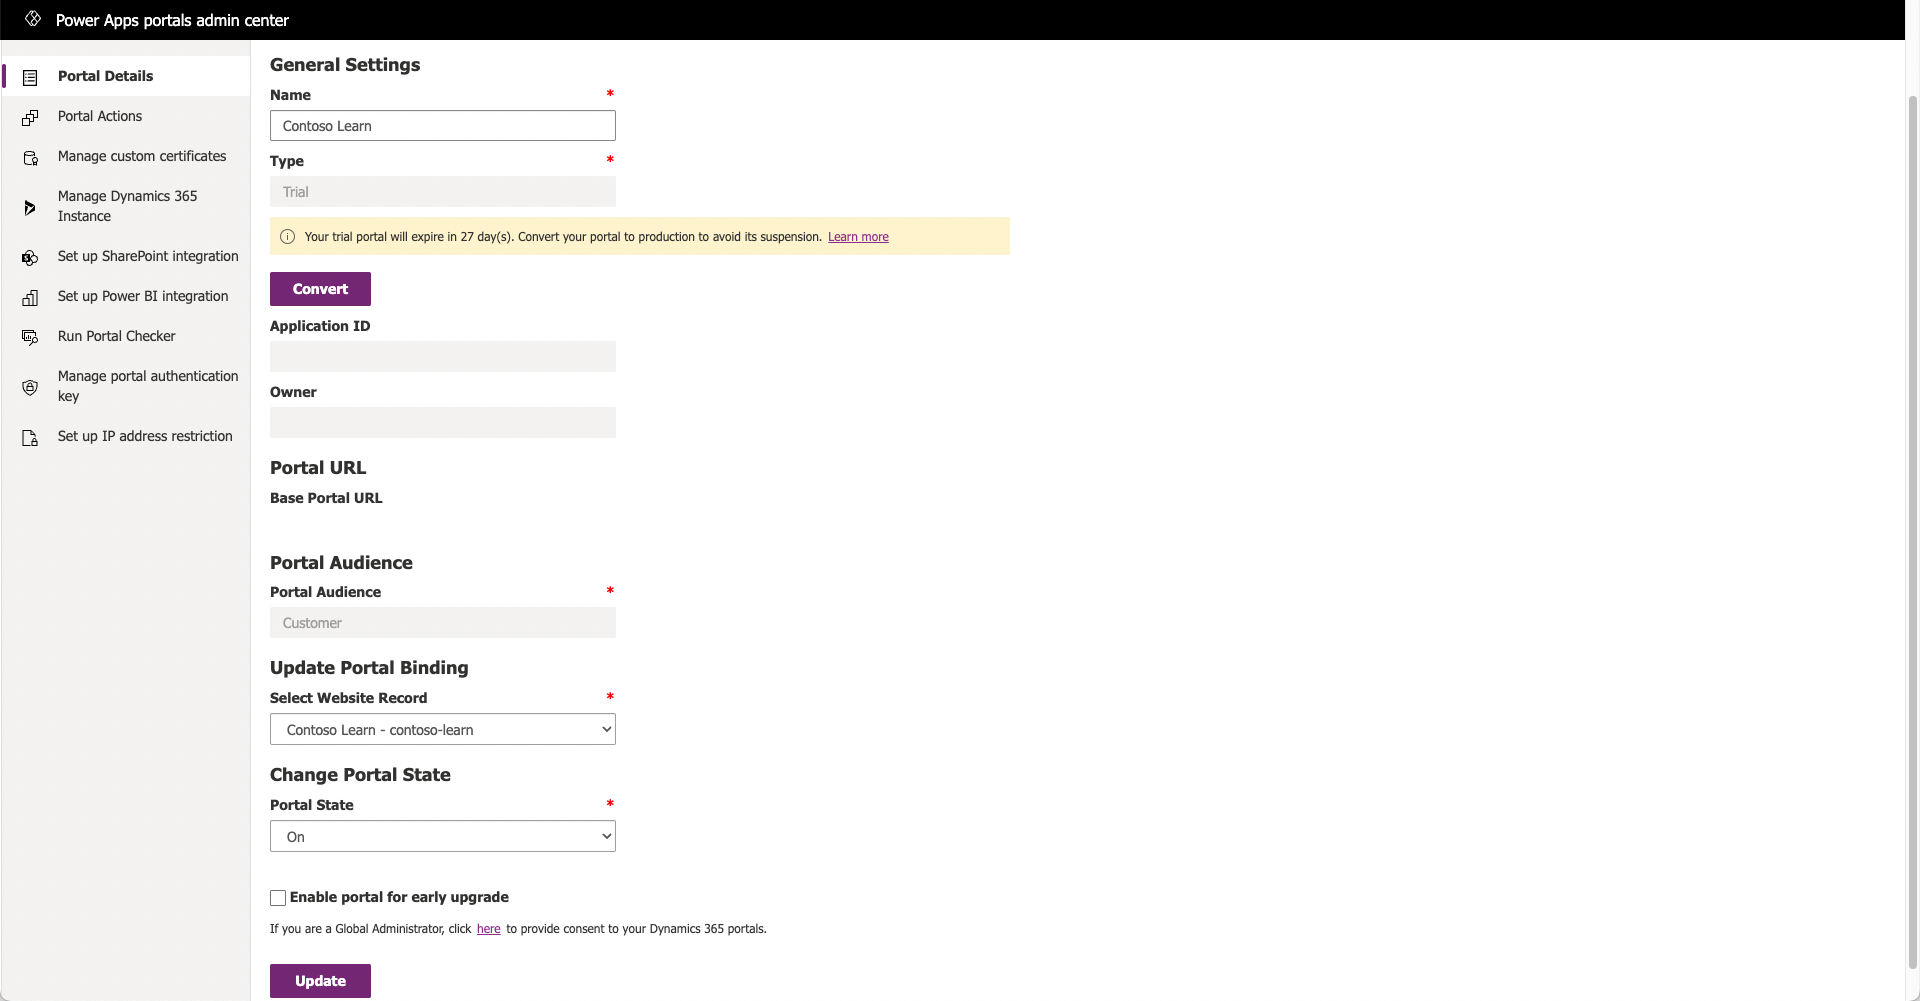 Power Apps portals admin center
Portal Details
Portal Actions
Manage custom certificates
Manage Dynamics 365
Instance
Set up SharePoint integration
Set up Power BI integration
Run Portal Checker
Manage portal authentication
key
Set up IP address restriction
General Settings
Name *
Contoso Learn
Type *
Trial
Your trial portal will expire in 27 day(s). Convert your portal to production to avoid its suspension. Learn more
Convert
Application ID
Owner
Portal URL
Base Portal URL
Portal Audience
Portal Audience *
Customer
Update Portal Binding
Select Website Record *
Contoso Learn - contoso-learn
Change Portal State
Portal State *
On
Enable portal for early upgrade
If you are a Global Administrator, click here to provide consent to your Dynamics 365 portals.
Update